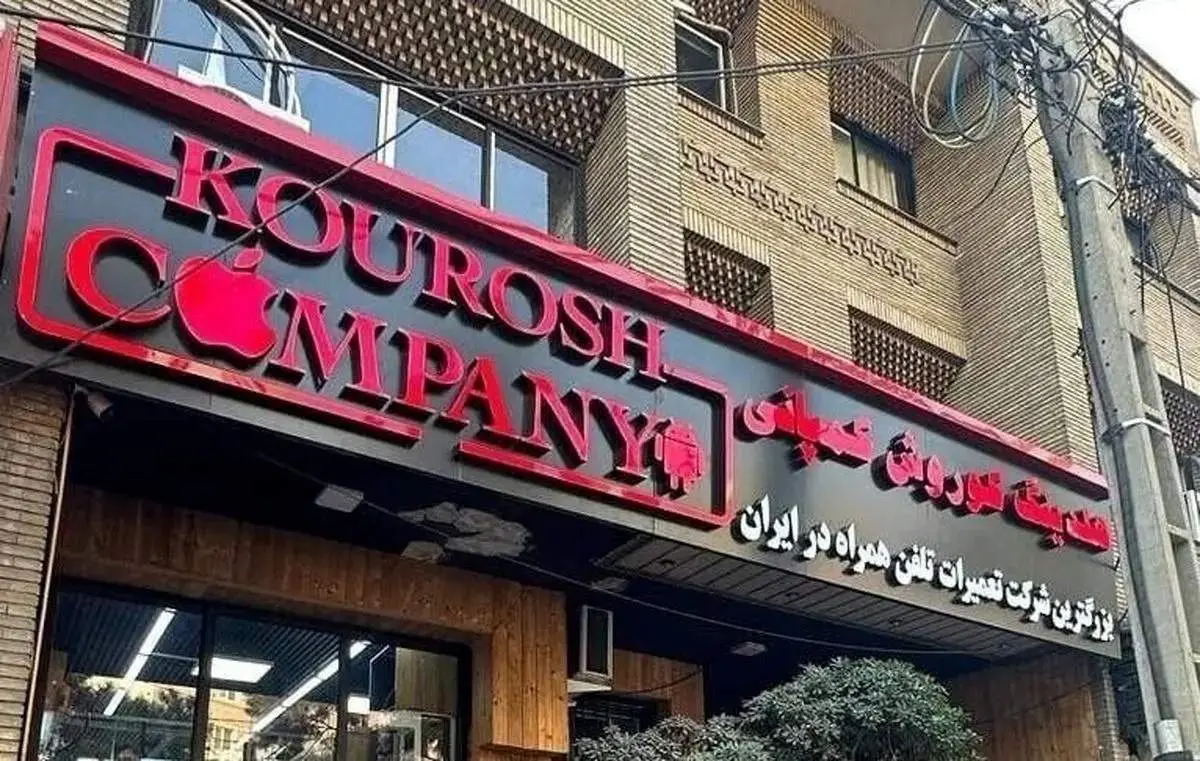 KOUROSH
COMPANY
هلدینگ کوروش کمپانی
بزرگترین شرکت تعمیرات تلفن همراه در ایران